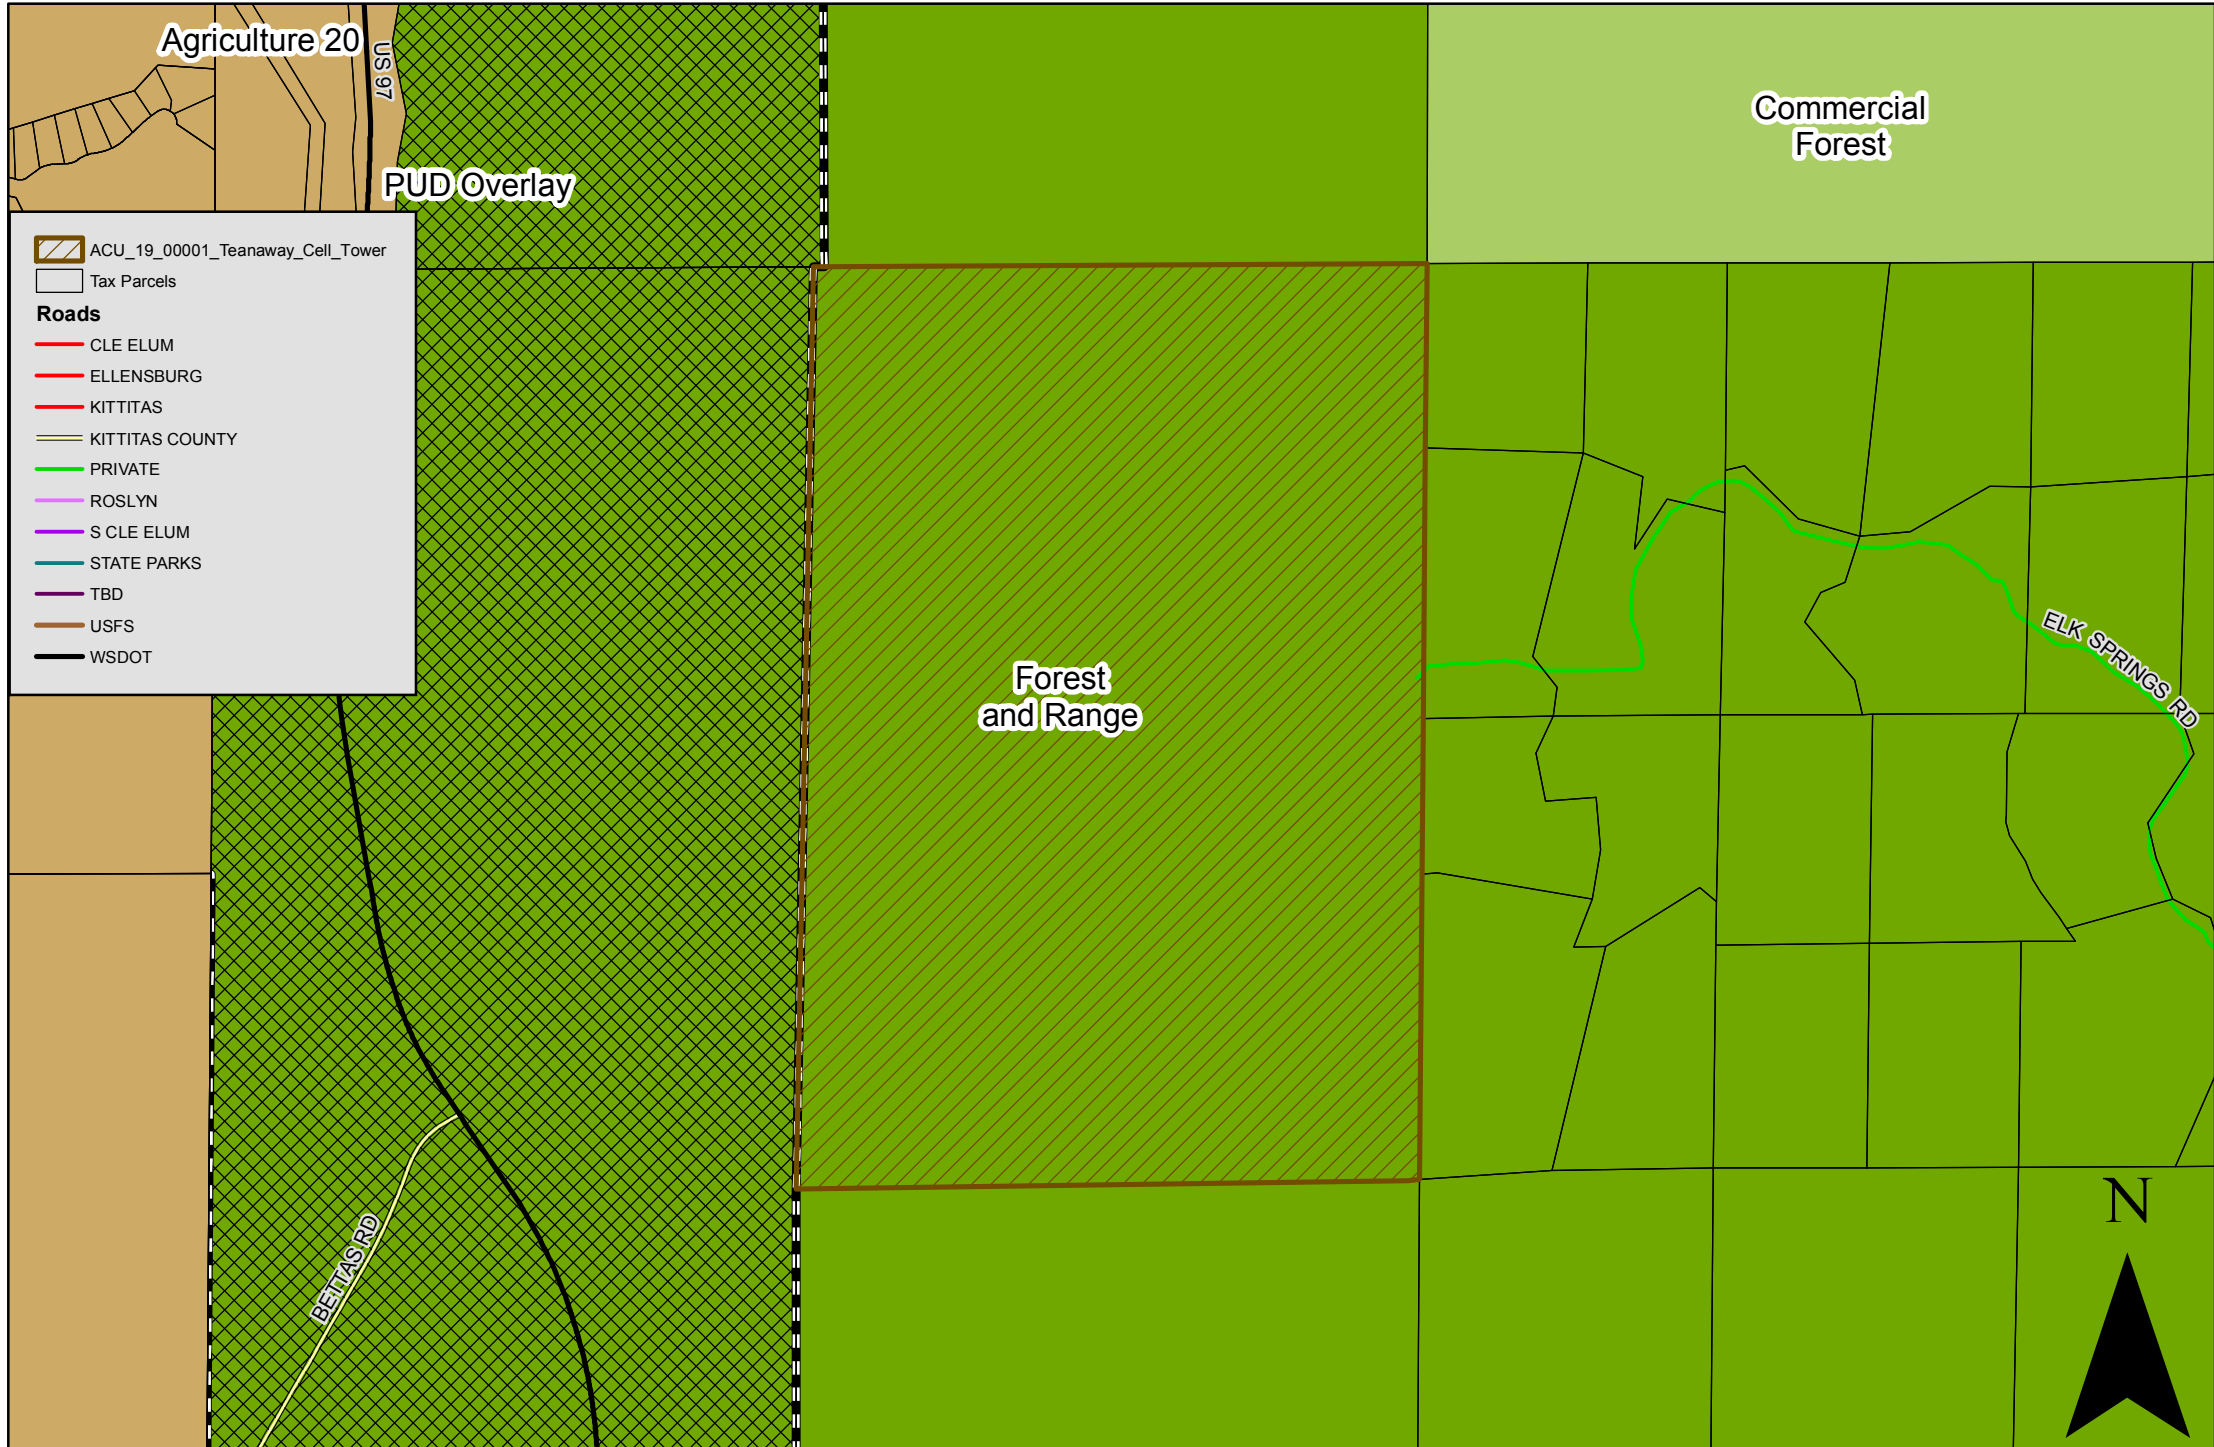 Agriculture 20
US 97
Commercial
Forest
PUD Overlay
ACU_19_00001_Teanaway_Cell_Tower
Tax Parcels
Roads
CLE ELUM
ELLENSBURG
KITTITAS
KITTITAS COUNTY
PRIVATE
ROSLYN
S CLE ELUM
STATE PARKS
TBD
USFS
WSDOT
Forest
and Range
ELK SPRINGS RD
BETTAS RD
N